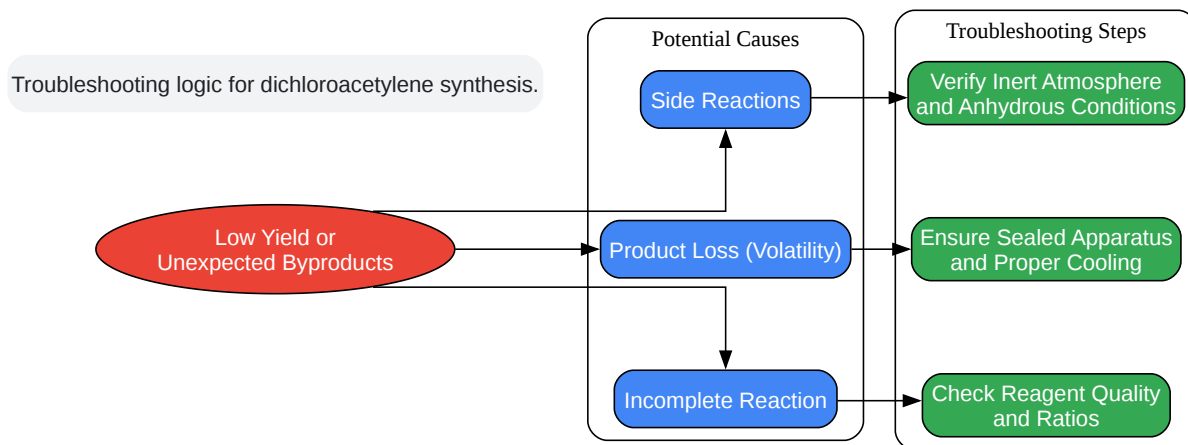 Troubleshooting logic for dichloroacetylene synthesis.
Potential Causes
Troubleshooting Steps
Side Reactions
Verify Inert Atmosphere
and Anhydrous Conditions
Low Yield or
Unexpected Byproducts
Product Loss (Volatility)
Ensure Sealed Apparatus
and Proper Cooling
Incomplete Reaction
Check Reagent Quality
and Ratios